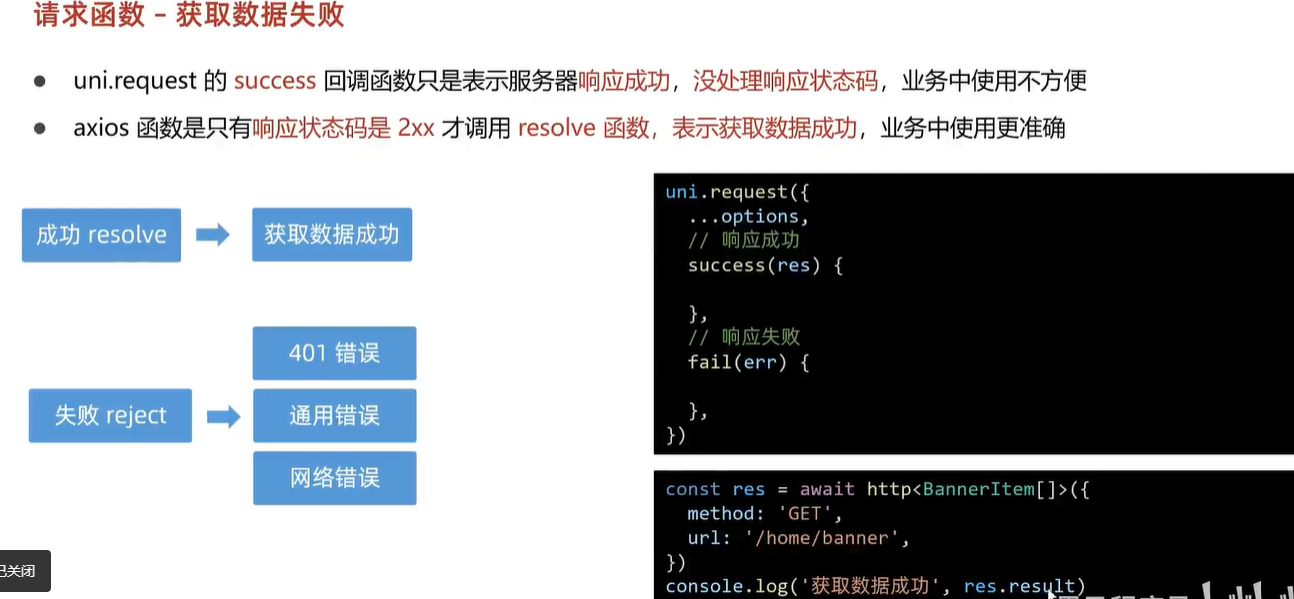 请求函数 – 获取数据失败
● uni.request 的 success 回调函数只是表示服务器响应成功，没处理响应状态码，业务中使用不方便
● axios 函数是只有响应状态码是 2xx 才调用 resolve 函数，表示获取数据成功，业务中使用更准确
成功 resolve
获取数据成功
401 错误
失败 reject
通用错误
网络错误
uni.request({
...options,
// 响应成功
success(res) {
},
// 响应失败
fail(err) {
},
})
const res = await http<BannerItem[]>({
method: 'GET',
url: '/home/banner',
})
console.log('获取数据成功', res.result)
已关闭